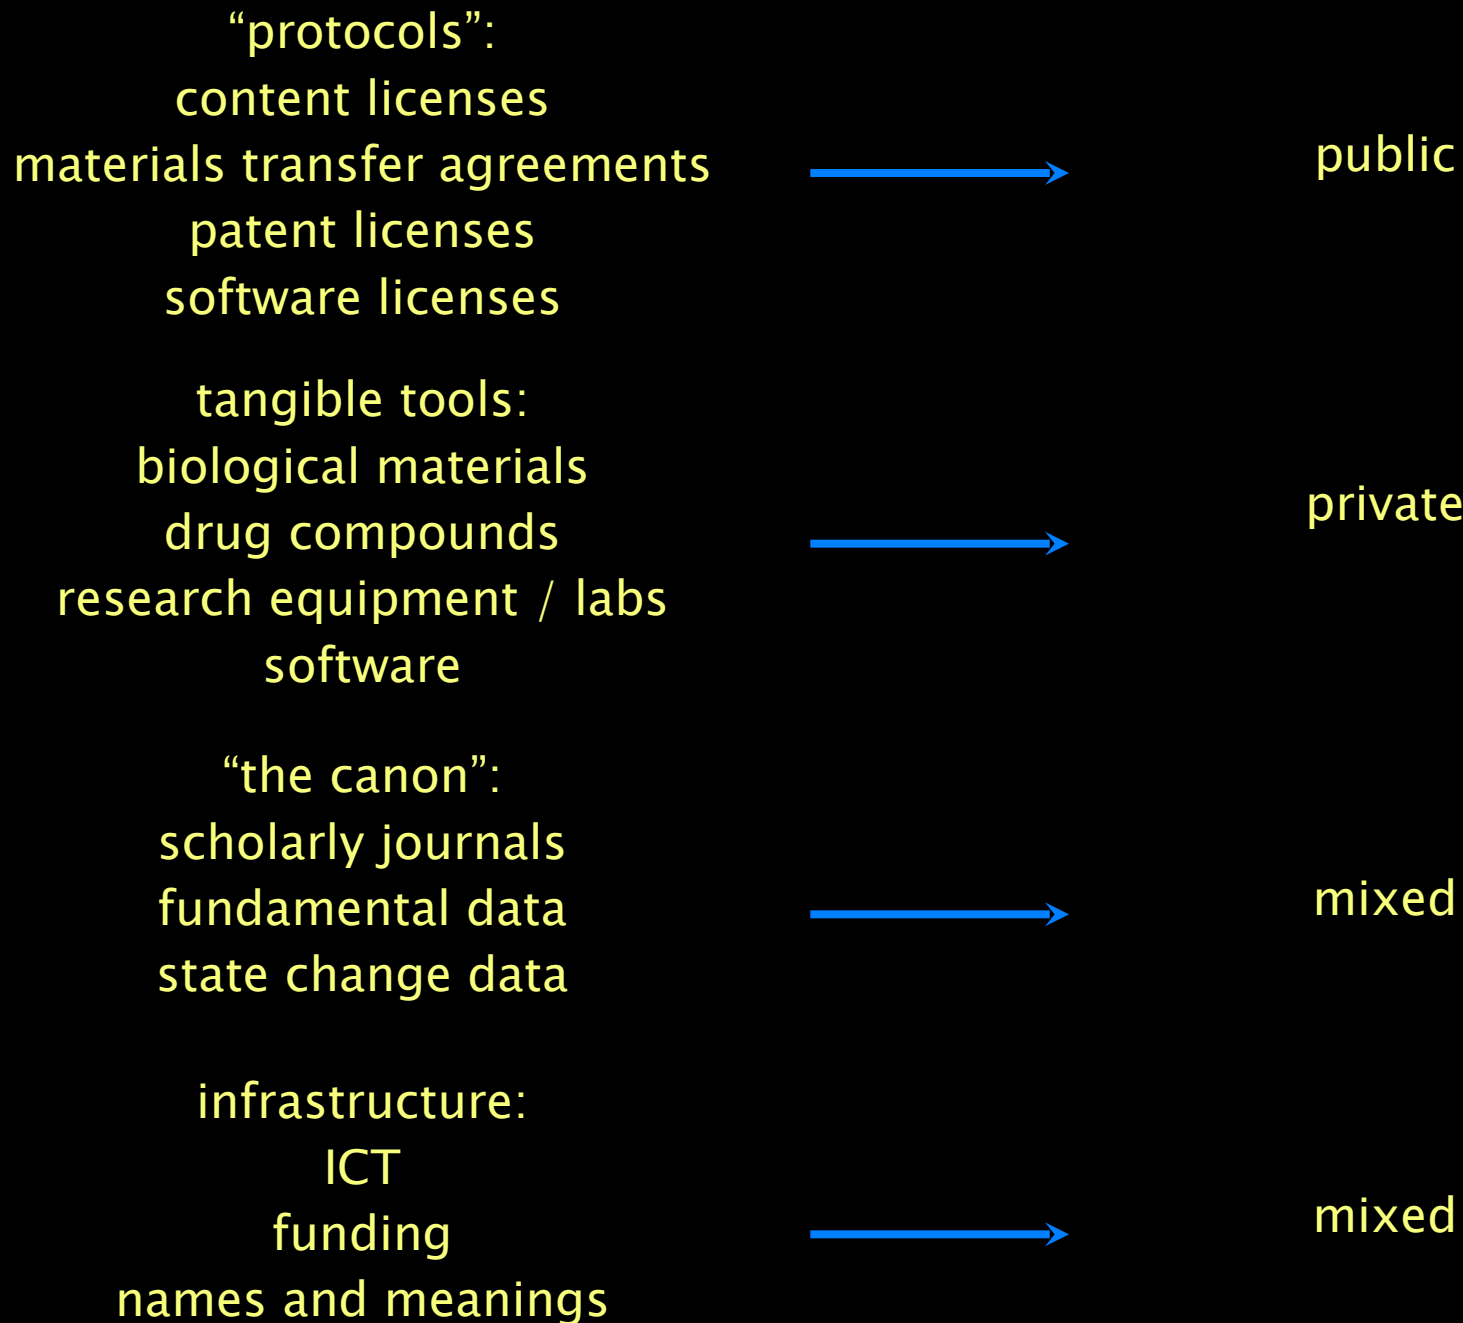 “protocols”:
content licenses
materials transfer agreements
patent licenses
software licenses
public
tangible tools:
biological materials
drug compounds
research equipment / labs
software
private
“the canon”:
scholarly journals
fundamental data
state change data
mixed
infrastructure:
ICT
funding
names and meanings
mixed